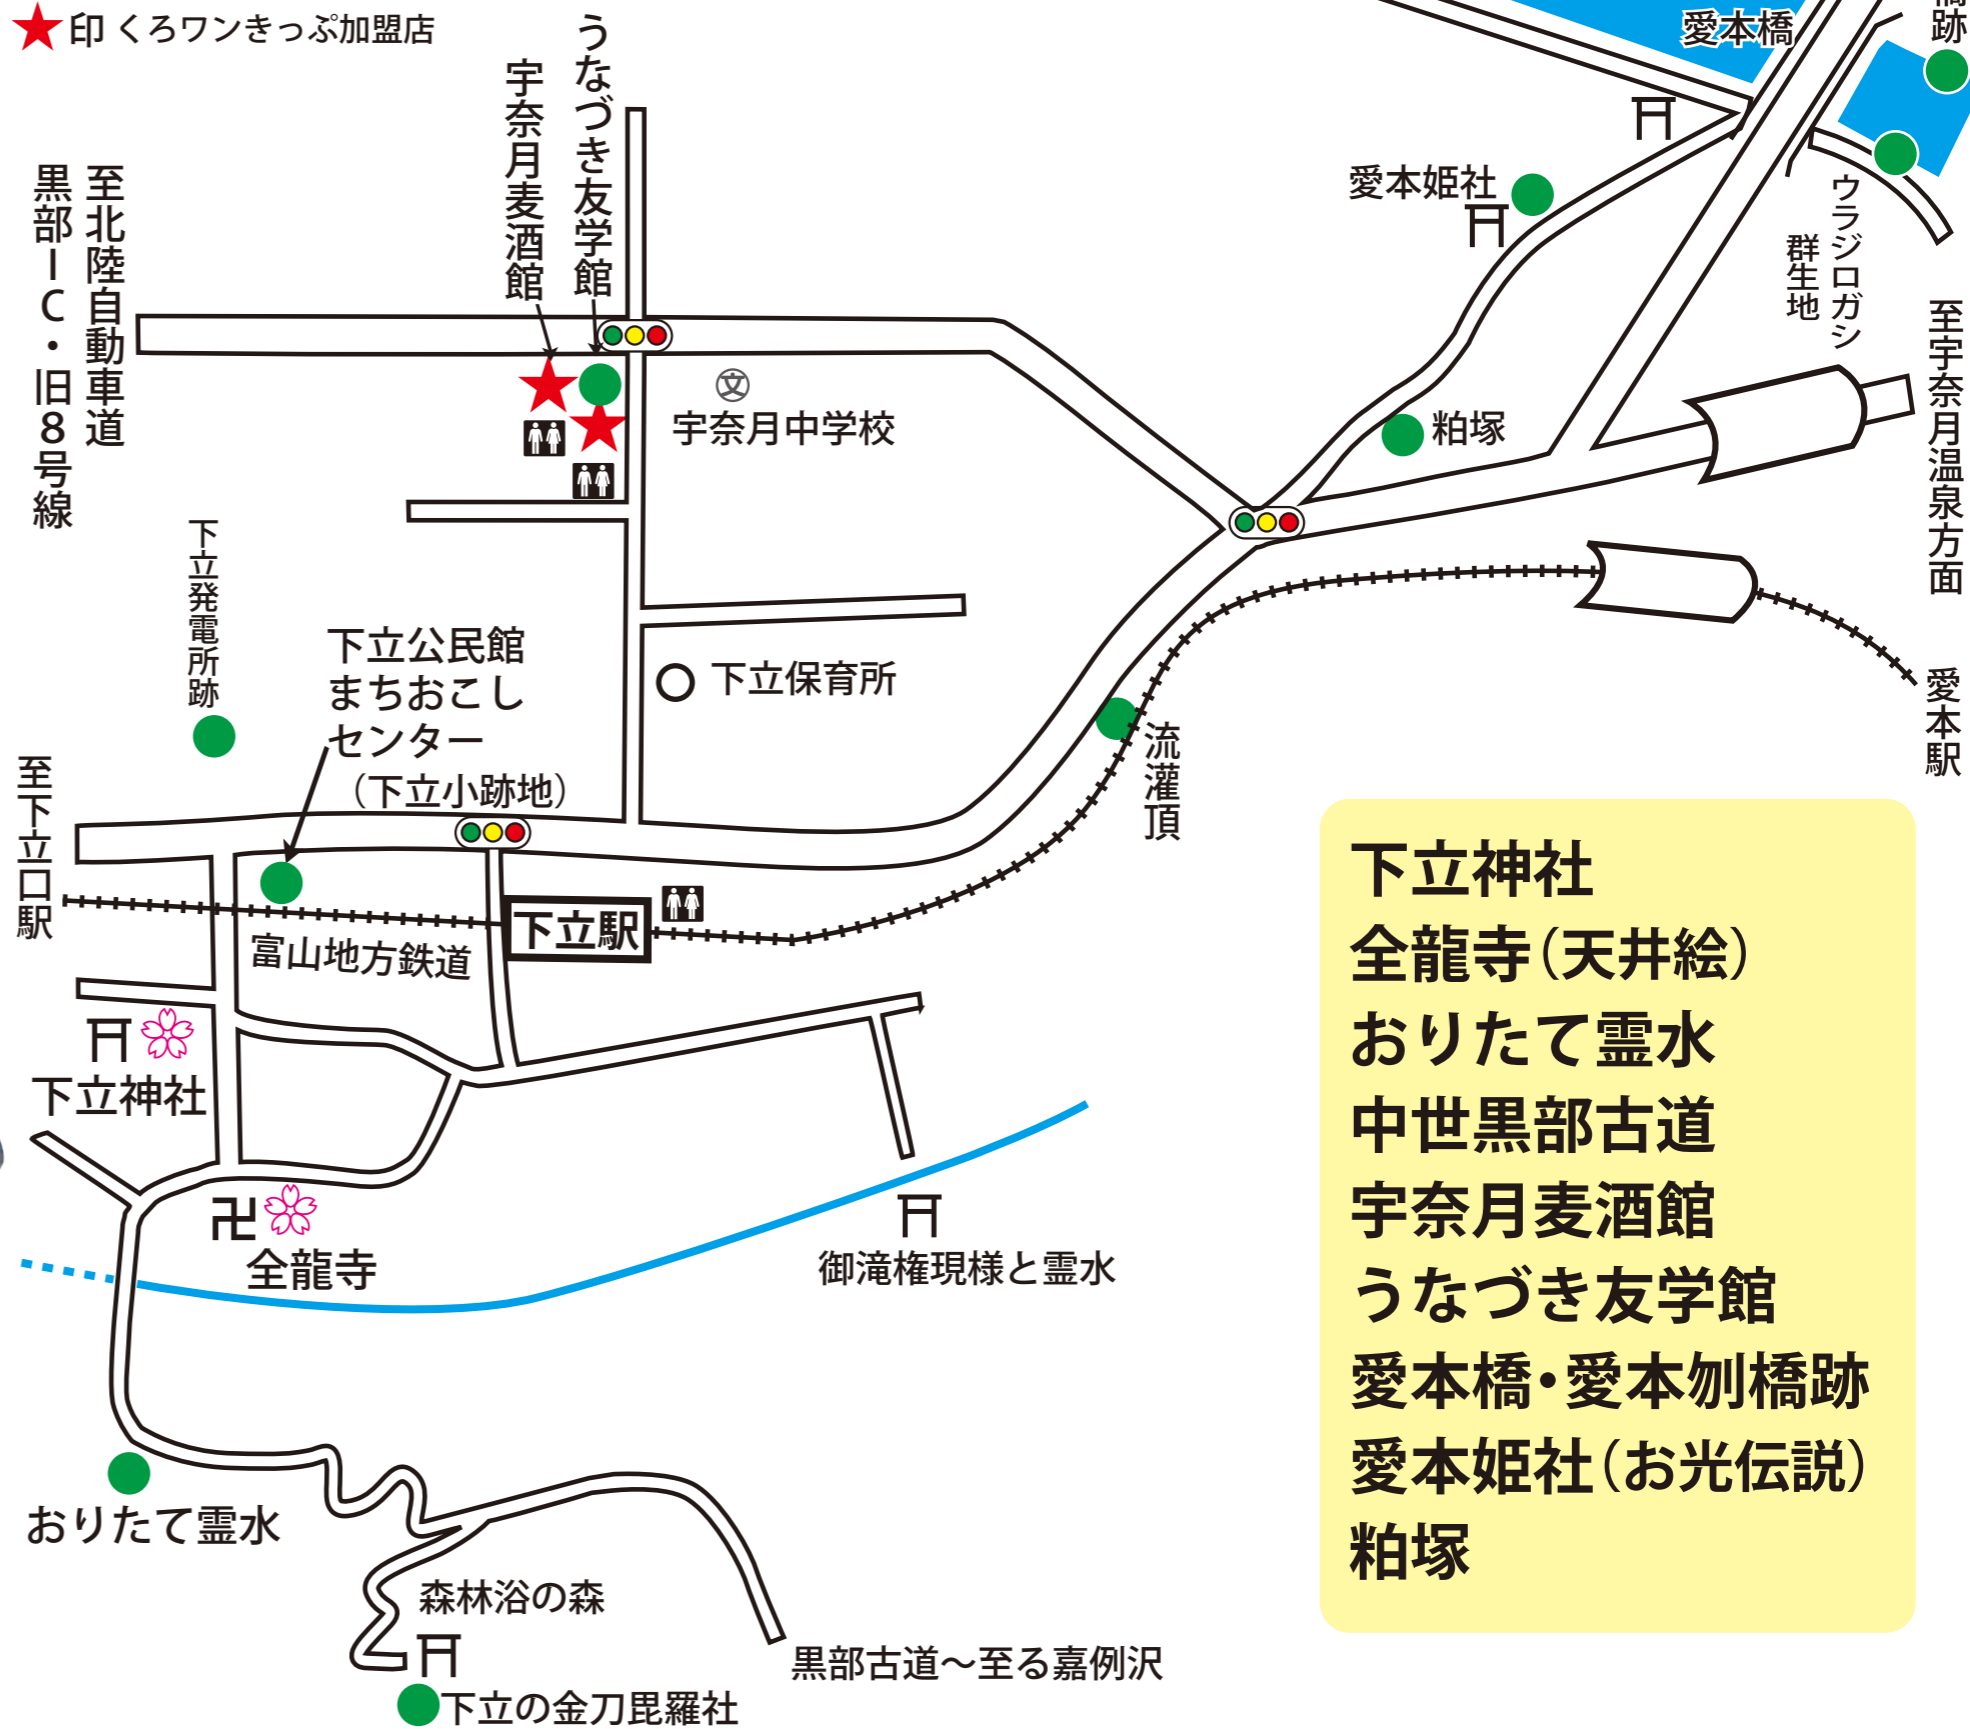 ★印 くろワンきっぷ加盟店
うなづき友学館
宇奈月麦酒館
至北陸自動車道
黒部IC・旧8号線
愛本橋
跡
愛本姫社
ウラジロガシ
群生地
至宇奈月温泉方面
文
宇奈月中学校
粕塚
下立発電所跡
下立公民館
まちおこし
センター
(下立小跡地)
下立保育所
流灌頂
愛本駅
至下立口駅
下立駅
富山地方鉄道
下立神社
全龍寺
御滝権現様と霊水
おりたて霊水
森林浴の森
黒部古道〜至る嘉例沢
下立の金刀毘羅社
下立神社
全龍寺(天井絵)
おりたて霊水
中世黒部古道
宇奈月麦酒館
うなづき友学館
愛本橋・愛本刎橋跡
愛本姫社(お光伝説)
粕塚